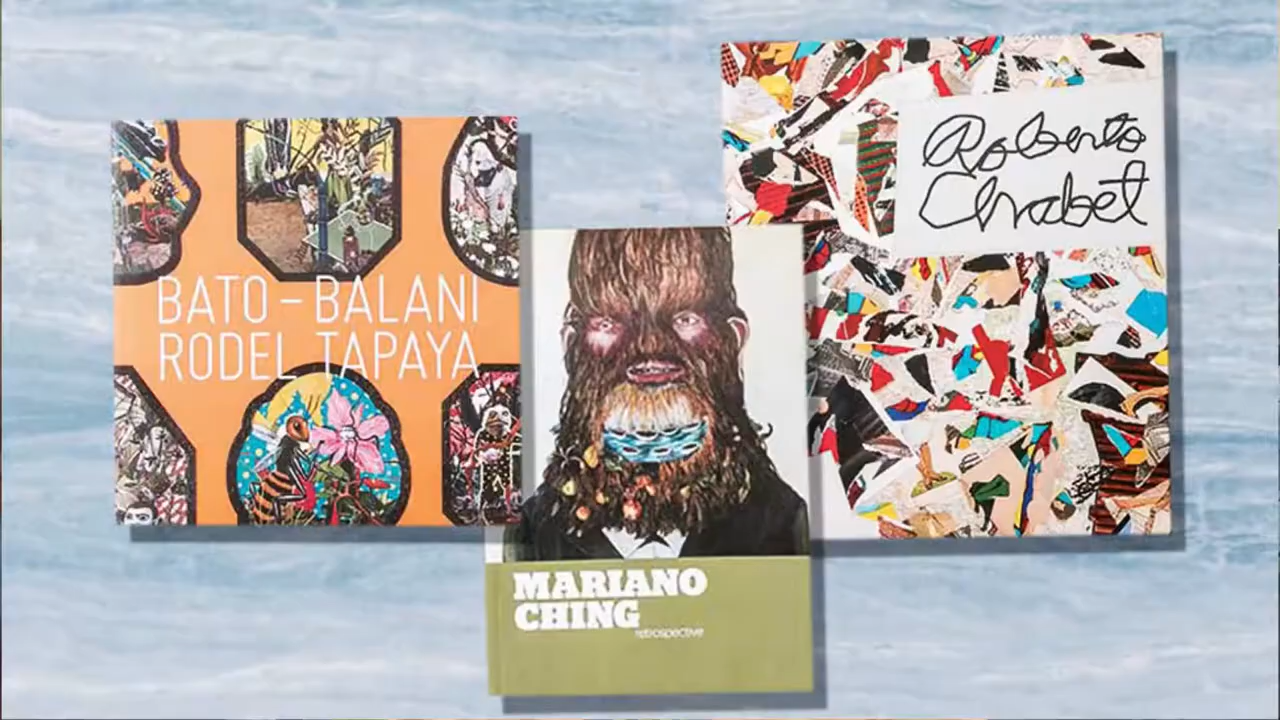 BATO-BALANI
RODEL TAPAYA
MARIANO
CHING
retrospective
Roberto
Chabet